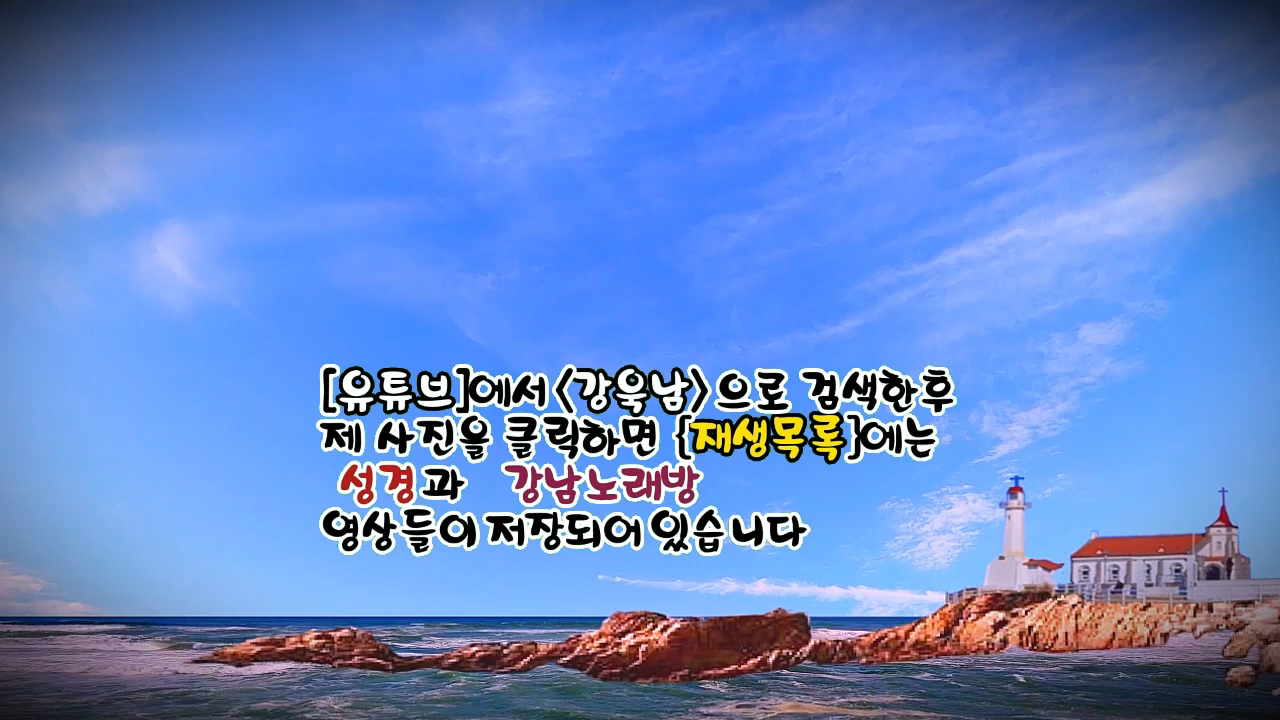 [유튜브]에서 <강욱남> 으로 검색한후
제 사진을 클릭하면 {재생목록}에는
성경과 강남노래방
영상들이 저장되어 있습니다